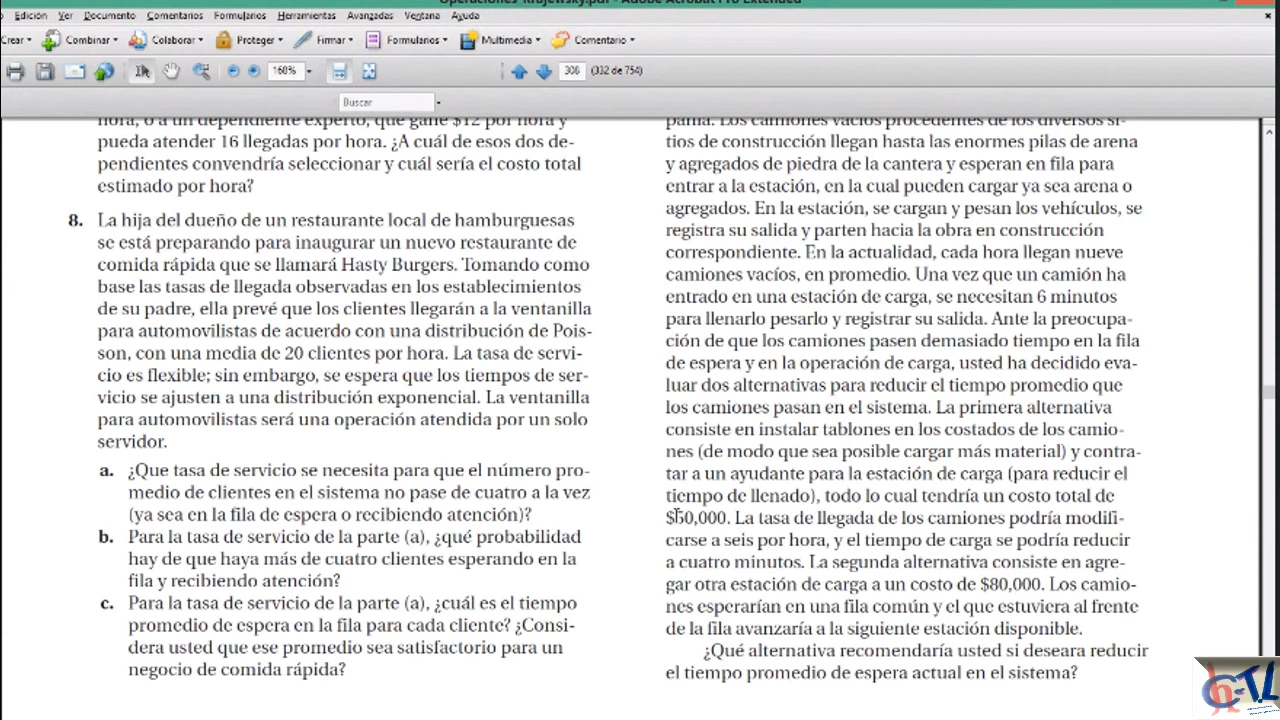 Operaciones_Krajewsky.pdf - Adobe Acrobat Pro Extended
Edición Ver Documento Comentarios Formularios Herramientas Avanzadas Ventana Ayuda
Crear Combinar Colaborar Proteger Firmar Formularios Multimedia Comentario
160% 308 (332 de 754)
Buscar
hora, o a un dependiente experto, que gane $12 por hora y
pueda atender 16 llegadas por hora. ¿A cuál de esos dos de-
pendientes convendría seleccionar y cuál sería el costo total
estimado por hora?
8. La hija del dueño de un restaurante local de hamburguesas
se está preparando para inaugurar un nuevo restaurante de
comida rápida que se llamará Hasty Burgers. Tomando como
base las tasas de llegada observadas en los establecimientos
de su padre, ella prevé que los clientes llegarán a la ventanilla
para automovilistas de acuerdo con una distribución de Pois-
son, con una media de 20 clientes por hora. La tasa de servi-
cio es flexible; sin embargo, se espera que los tiempos de ser-
vicio se ajusten a una distribución exponencial. La ventanilla
para automovilistas será una operación atendida por un solo
servidor.
a. ¿Que tasa de servicio se necesita para que el número pro-
medio de clientes en el sistema no pase de cuatro a la vez
(ya sea en la fila de espera o recibiendo atención)?
b. Para la tasa de servicio de la parte (a), ¿qué probabilidad
hay de que haya más de cuatro clientes esperando en la
fila y recibiendo atención?
c. Para la tasa de servicio de la parte (a), ¿cuál es el tiempo
promedio de espera en la fila para cada cliente? ¿Consi-
dera usted que ese promedio sea satisfactorio para un
negocio de comida rápida?
pañía. Los camiones vacíos procedentes de los diversos si-
tios de construcción llegan hasta las enormes pilas de arena
y agregados de piedra de la cantera y esperan en fila para
entrar a la estación, en la cual pueden cargar ya sea arena o
agregados. En la estación, se cargan y pesan los vehículos, se
registra su salida y parten hacia la obra en construcción
correspondiente. En la actualidad, cada hora llegan nueve
camiones vacíos, en promedio. Una vez que un camión ha
entrado en una estación de carga, se necesitan 6 minutos
para llenarlo pesarlo y registrar su salida. Ante la preocupa-
ción de que los camiones pasen demasiado tiempo en la fila
de espera y en la operación de carga, usted ha decidido eva-
luar dos alternativas para reducir el tiempo promedio que
los camiones pasan en el sistema. La primera alternativa
consiste en instalar tablones en los costados de los camio-
nes (de modo que sea posible cargar más material) y contra-
tar a un ayudante para la estación de carga (para reducir el
tiempo de llenado), todo lo cual tendría un costo total de
$50,000. La tasa de llegada de los camiones podría modifi-
carse a seis por hora, y el tiempo de carga se podría reducir
a cuatro minutos. La segunda alternativa consiste en agre-
gar otra estación de carga a un costo de $80,000. Los camio-
nes esperarían en una fila común y el que estuviera al frente
de la fila avanzaría a la siguiente estación disponible.
¿Qué alternativa recomendaría usted si deseara reducir
el tiempo promedio de espera actual en el sistema?